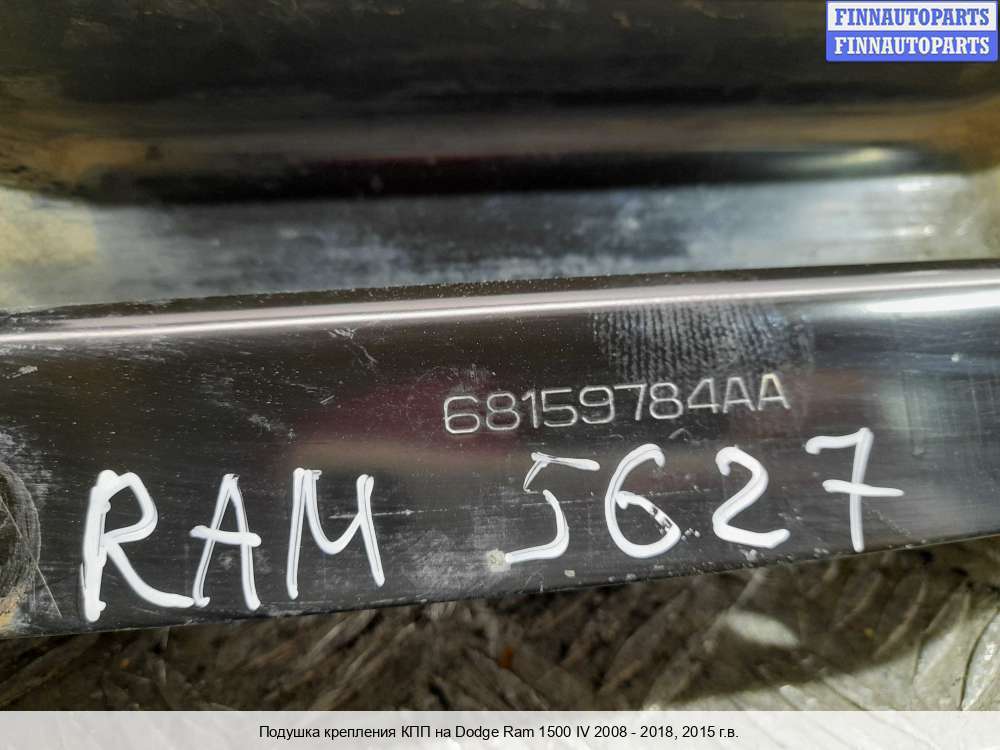 FINNAUTOPARTS
FINNAUTOPARTS
68159784AA
RAM 5627
Подушка крепления КПП на Dodge Ram 1500 IV 2008 - 2018, 2015 г.в.